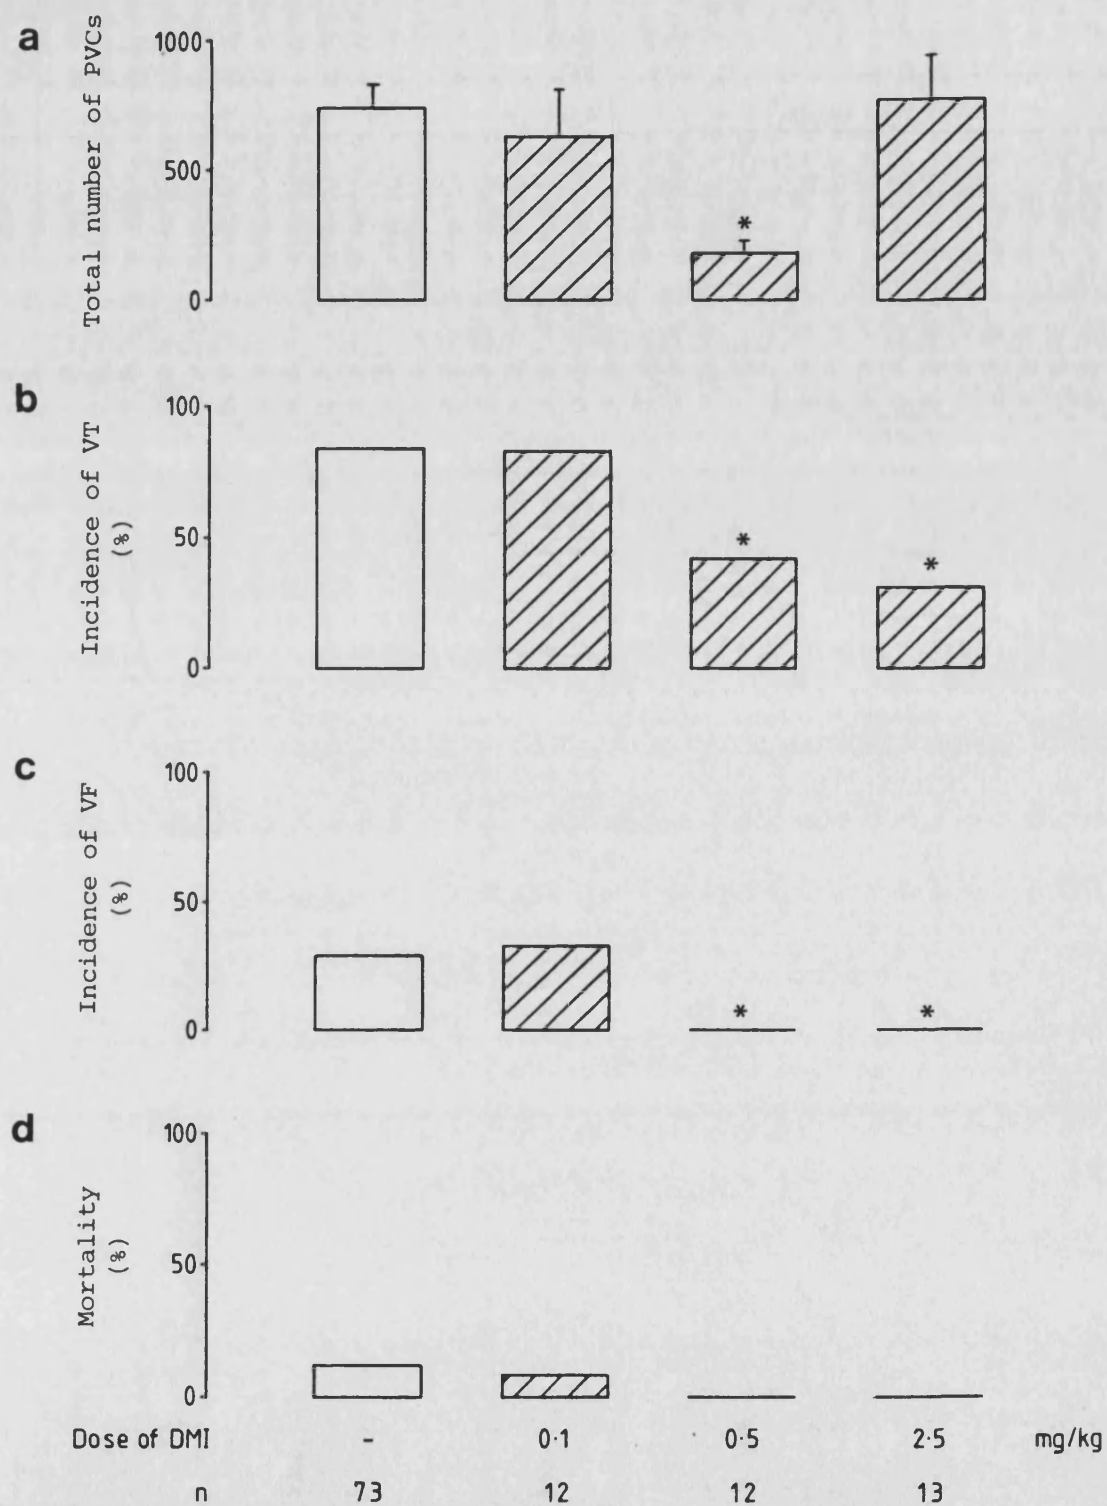 a
Total number of PVCs
1000
500
0
*
b
Incidence of VT
(%)
100
50
0
*
*
c
Incidence of VF
(%)
100
50
0
*
*
d
Mortality
(%)
100
50
0
Dose of DMI - 0·1 0·5 2·5 mg/kg
n 73 12 12 13